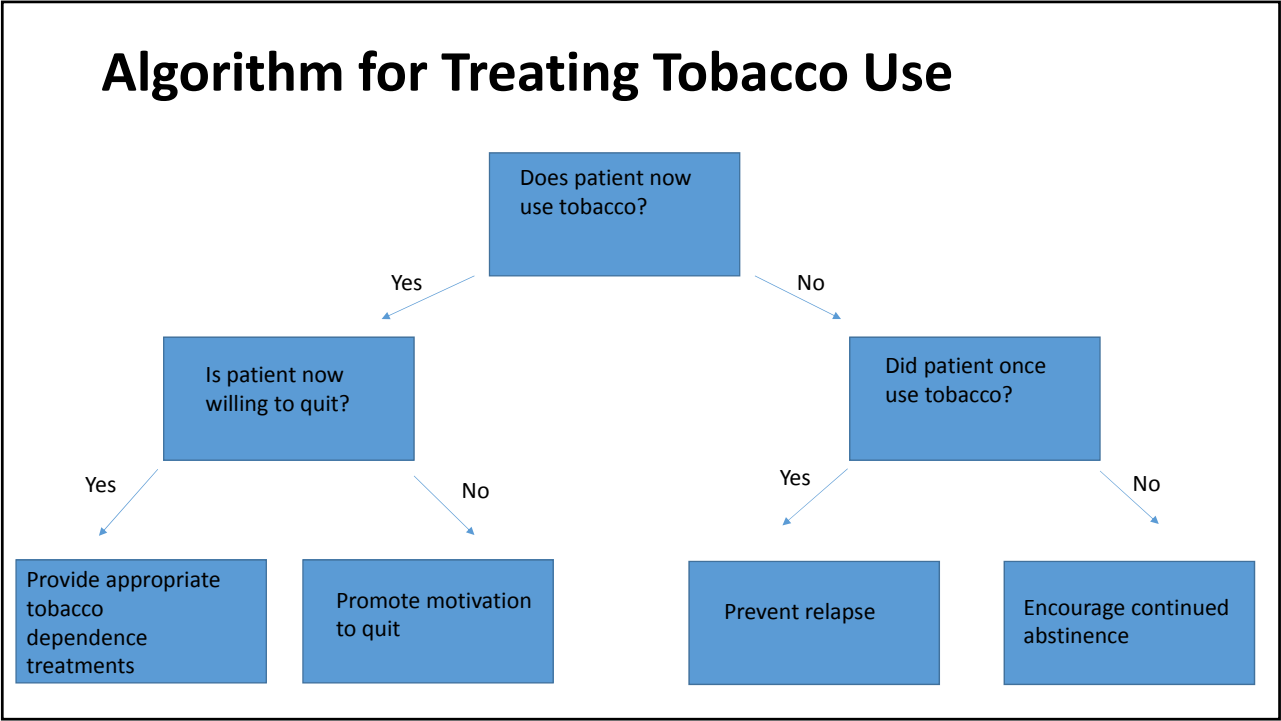 Algorithm for Treating Tobacco Use
Does patient now
use tobacco?
Yes
No
Is patient now
willing to quit?
Did patient once
use tobacco?
Yes
No
Yes
No
Provide appropriate
tobacco
dependence
treatments
Promote motivation
to quit
Prevent relapse
Encourage continued
abstinence